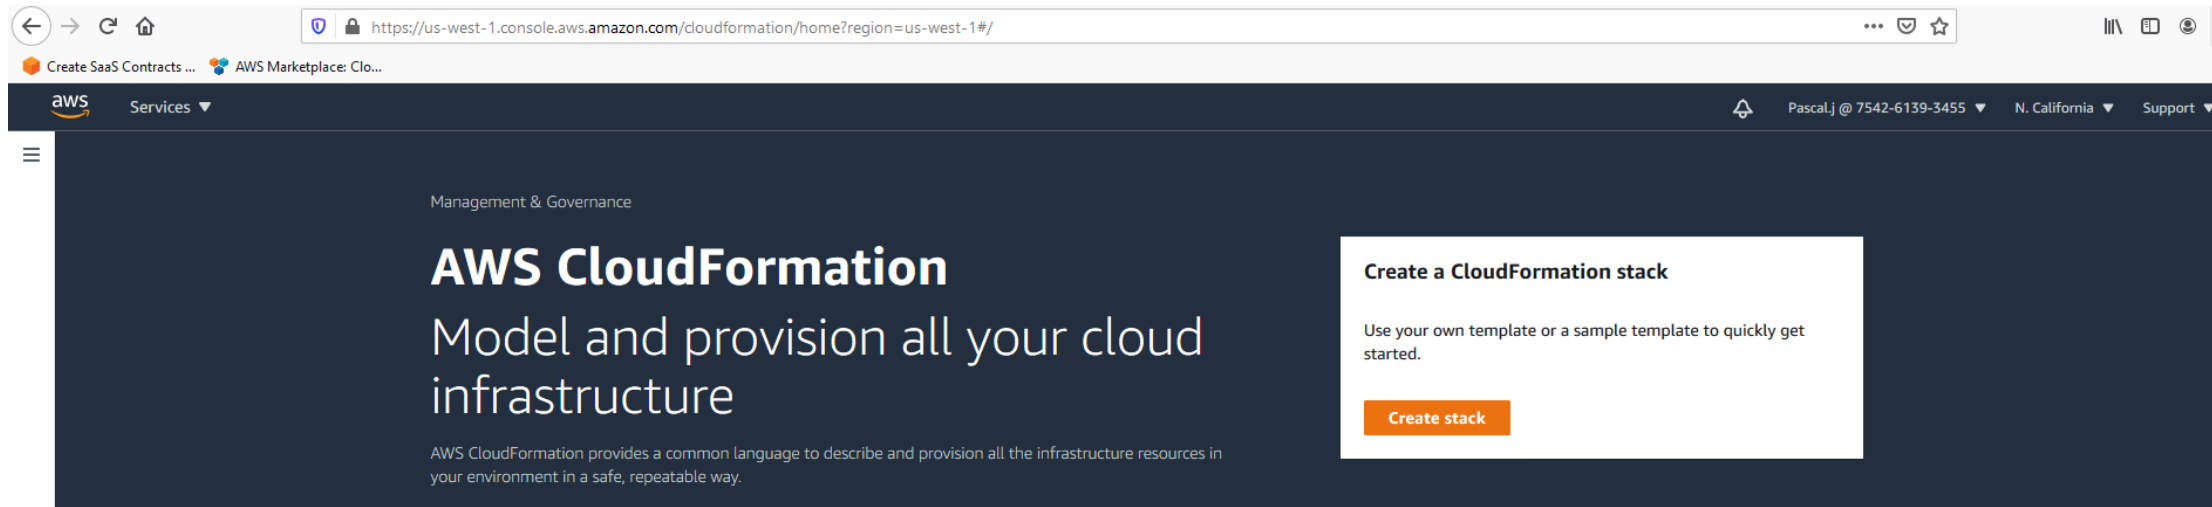 https://us-west-1.console.aws.amazon.com/cloudformation/home?region=us-west-1#/
Create SaaS Contracts ... AWS Marketplace: Clo...
aws Services Pascal.j @ 7542-6139-3455 N. California Support
Management & Governance
AWS CloudFormation
Model and provision all your cloud
infrastructure
AWS CloudFormation provides a common language to describe and provision all the infrastructure resources in
your environment in a safe, repeatable way.
Create a CloudFormation stack
Use your own template or a sample template to quickly get
started.
Create stack